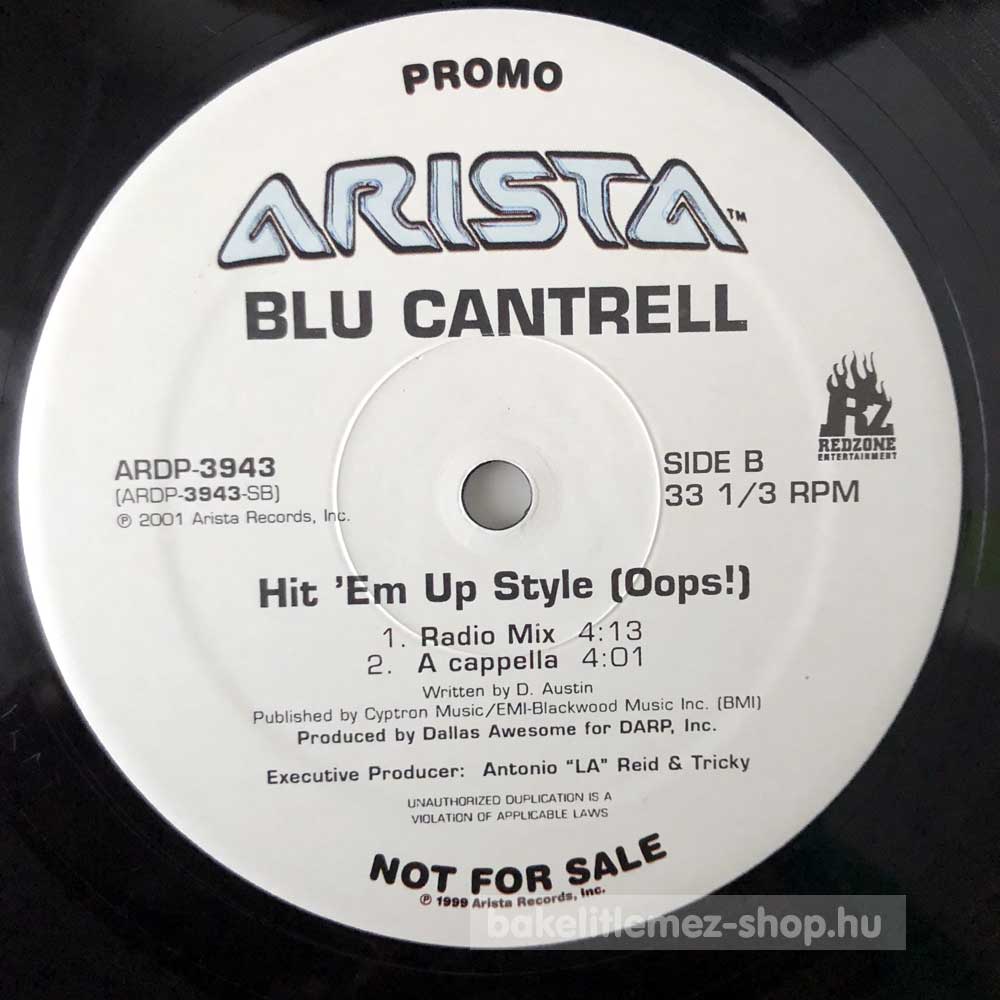 PROMO
ARISTA™
BLU CANTRELL
RZ
REDZONE
ENTERTAINMENT
ARDP-3943
(ARDP-3943-SB)
℗ 2001 Arista Records, Inc.
SIDE B
33 1/3 RPM
Hit 'Em Up Style (Oops!)
1. Radio Mix 4:13
2. A cappella 4:01
Written by D. Austin
Published by Cyptron Music/EMI-Blackwood Music Inc. (BMI)
Produced by Dallas Awesome for DARP, Inc.
Executive Producer: Antonio "LA" Reid & Tricky
UNAUTHORIZED DUPLICATION IS A
VIOLATION OF APPLICABLE LAWS
NOT FOR SALE
℗ 1999 Arista Records, Inc.
bakelitlemez-shop.hu